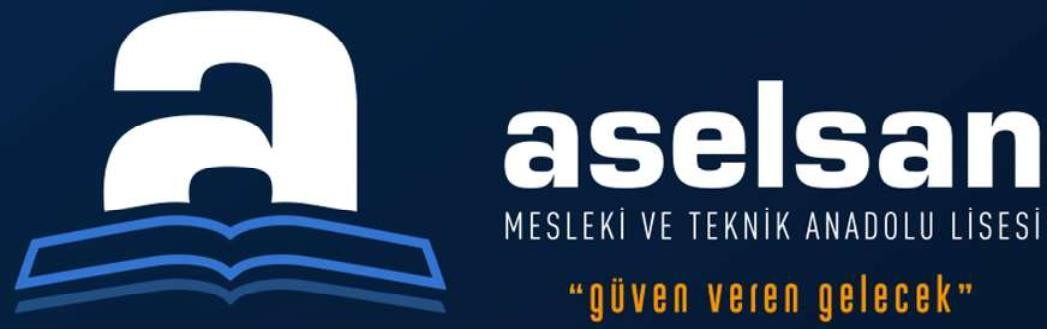 a
aselsan
MESLEKİ VE TEKNİK ANADOLU LİSESİ
“güven veren gelecek”